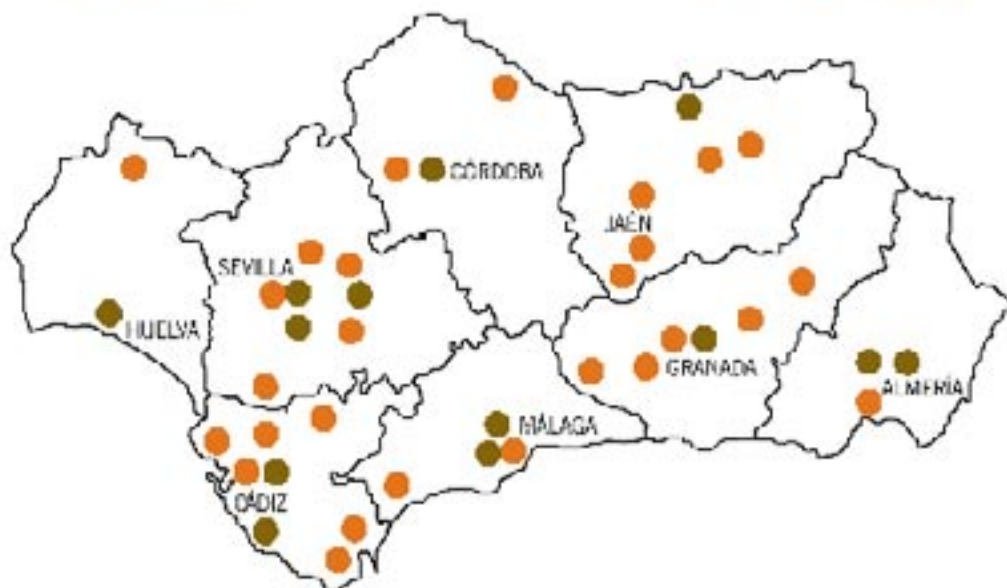 CÓRDOBA
JAÉN
SEVILLA
HUELVA
GRANADA
ALMERÍA
MÁLAGA
CÁDIZ